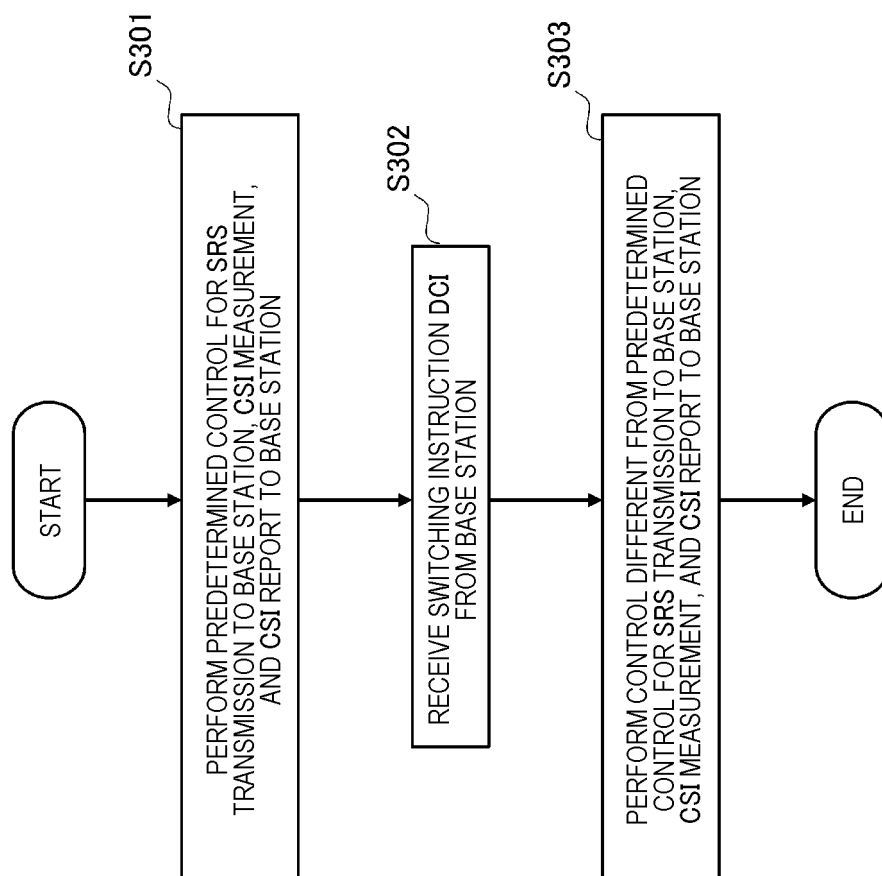 START
S301
PERFORM PREDETERMINED CONTROL FOR SRS
TRANSMISSION TO BASE STATION, CSI MEASUREMENT,
AND CSI REPORT TO BASE STATION
S302
RECEIVE SWITCHING INSTRUCTION DCI
FROM BASE STATION
S303
PERFORM CONTROL DIFFERENT FROM PREDETERMINED
CONTROL FOR SRS TRANSMISSION TO BASE STATION,
CSI MEASUREMENT, AND CSI REPORT TO BASE STATION
END